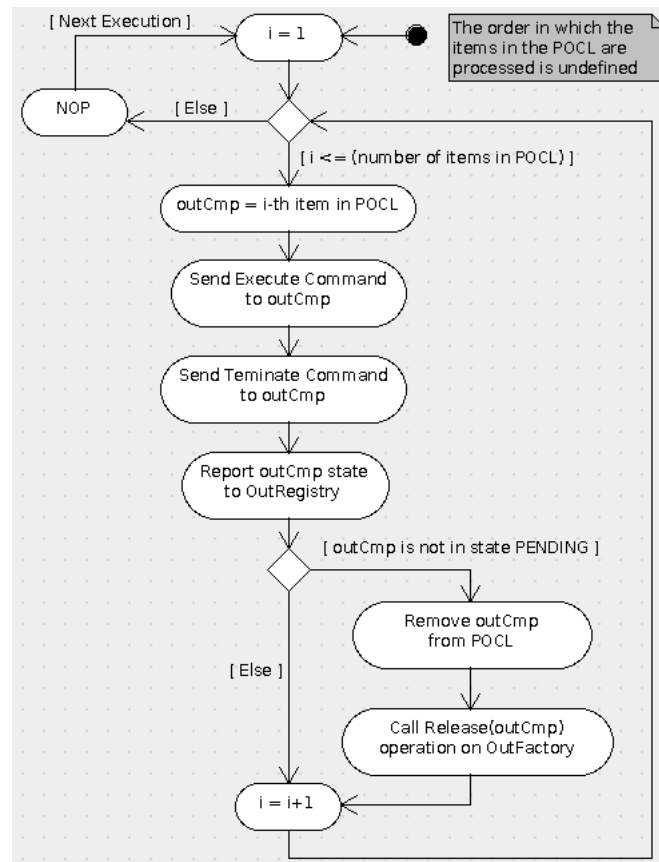 [ Next Execution ]
i = 1
The order in which the
items in the POCL are
processed is undefined
NOP
[ Else ]
[ i <= (number of items in POCL) ]
outCmp = i-th item in POCL
Send Execute Command
to outCmp
Send Teminate Command
to outCmp
Report outCmp state
to OutRegistry
[ outCmp is not in state PENDING ]
Remove outCmp
from POCL
[ Else ]
Call Release(outCmp)
operation on OutFactory
i = i+1